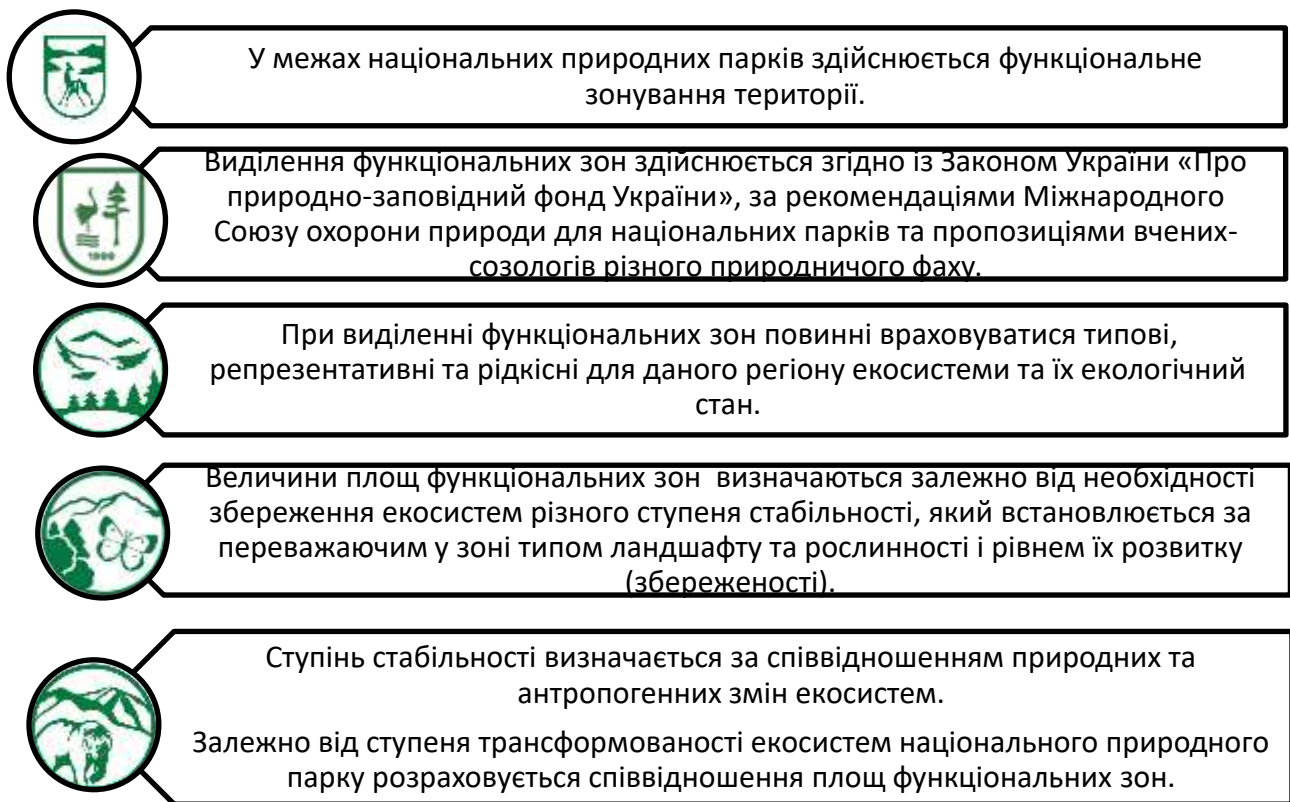 У межах національних природних парків здійснюється функціональне
зонування території.
Виділення функціональних зон здійснюється згідно із Законом України «Про
природно-заповідний фонд України», за рекомендаціями Міжнародного
Союзу охорони природи для національних парків та пропозиціями вчених-
созологів різного природничого фаху.
1999
При виділенні функціональних зон повинні враховуватися типові,
репрезентативні та рідкісні для даного регіону екосистеми та їх екологічний
стан.
Величини площ функціональних зон визначаються залежно від необхідності
збереження екосистем різного ступеня стабільності, який встановлюється за
переважаючим у зоні типом ландшафту та рослинності і рівнем їх розвитку
(збереженості).
Ступінь стабільності визначається за співвідношенням природних та
антропогенних змін екосистем.
Залежно від ступеня трансформованості екосистем національного природного
парку розраховується співвідношення площ функціональних зон.